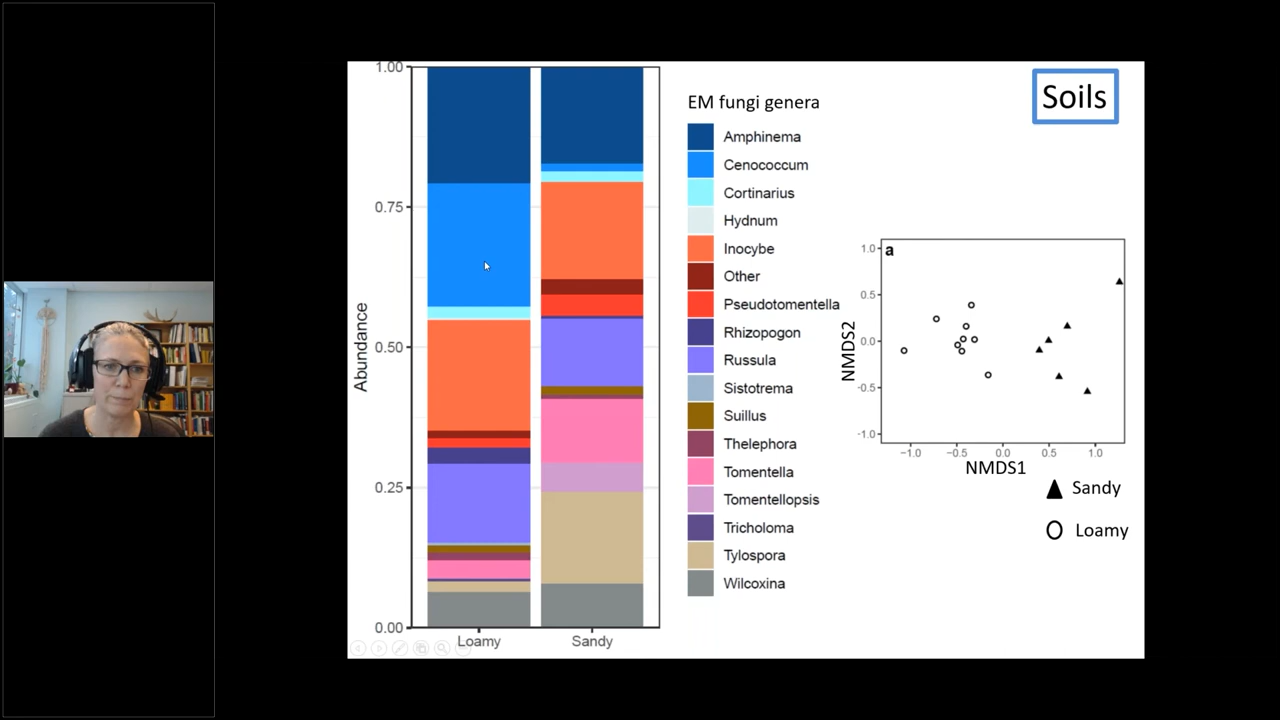 Soils
1.00
0.75
0.50
0.25
0.00
Abundance
Loamy
Sandy
EM fungi genera
Amphinema
Cenococcum
Cortinarius
Hydnum
Inocybe
Other
Pseudotomentella
Rhizopogon
Russula
Sistotrema
Suillus
Thelephora
Tomentella
Tomentellopsis
Tricholoma
Tylospora
Wilcoxina
a
1.0
0.5
0.0
-0.5
-1.0
NMDS2
-1.0 -0.5 0.0 0.5 1.0
NMDS1
Sandy
Loamy